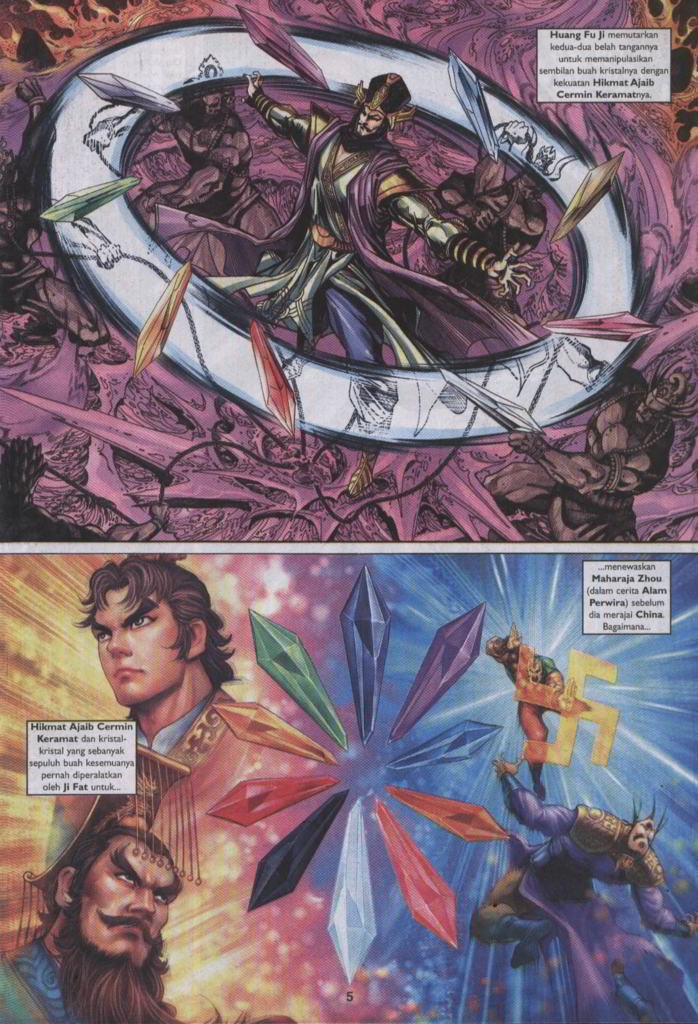 Huang Fu Ji memutarkan
kedua-dua belah tangannya
untuk memanipulasikan
sembilan buah kristalnya dengan
kekuatan Hikmat Ajaib
Cermin Keramatnya.
Hikmat Ajaib Cermin
Keramat dan kristal-
kristal yang sebanyak
sepuluh buah kesemuanya
pernah diperalatkan
oleh Ji Fat untuk...
...menewaskan
Maharaja Zhou
(dalam cerita Alam
Perwira) sebelum
dia merajai China.
Bagaimana...
5